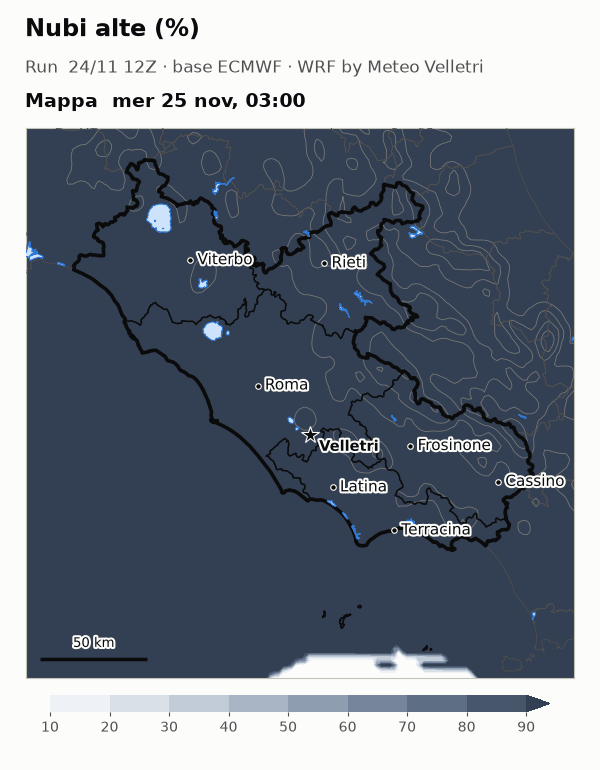 Nubi alte (%)
Run  24/11 12Z · base ECMWF · WRF by Meteo Velletri
Mappa  mer 25 nov, 03:00
Viterbo
Rieti
Roma
Velletri
Frosinone
Latina
Cassino
Terracina
50 km
10 20 30 40 50 60 70 80 90